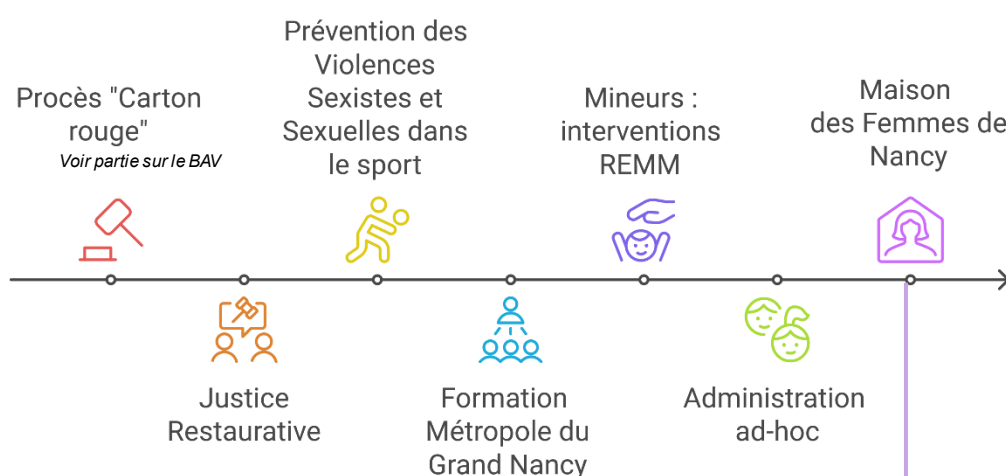 Procès "Carton
rouge"
Voir partie sur le BAV
Justice
Restaurative
Prévention des
Violences
Sexistes et
Sexuelles dans
le sport
Formation
Métropole du
Grand Nancy
Mineurs :
interventions
REMM
Administration
ad-hoc
Maison
des Femmes de
Nancy